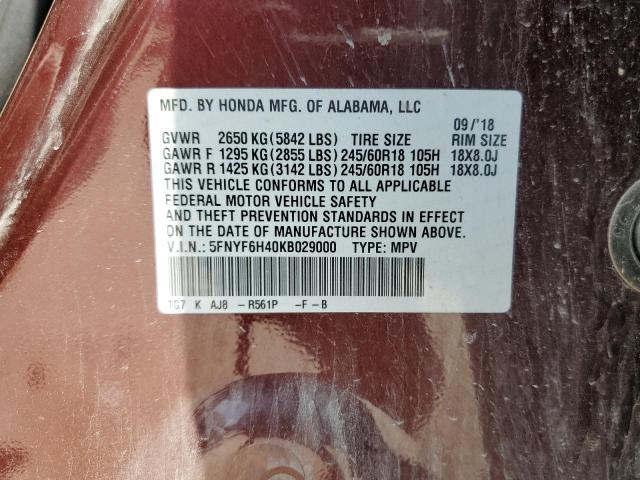 MFD. BY HONDA MFG. OF ALABAMA, LLC
09/'18
GVWR 2650 KG(5842 LBS) TIRE SIZE RIM SIZE
GAWR F 1295 KG(2855 LBS) 245/60R18 105H 18X8.0J
GAWR R 1425 KG(3142 LBS) 245/60R18 105H 18X8.0J
THIS VEHICLE CONFORMS TO ALL APPLICABLE
FEDERAL MOTOR VEHICLE SAFETY
AND THEFT PREVENTION STANDARDS IN EFFECT
ON THE DATE OF MANUFACTURE SHOWN ABOVE.
V.I.N.: 5FNYF6H40KB029000 TYPE: MPV
TG7 K AJ8 - R561P - F - B